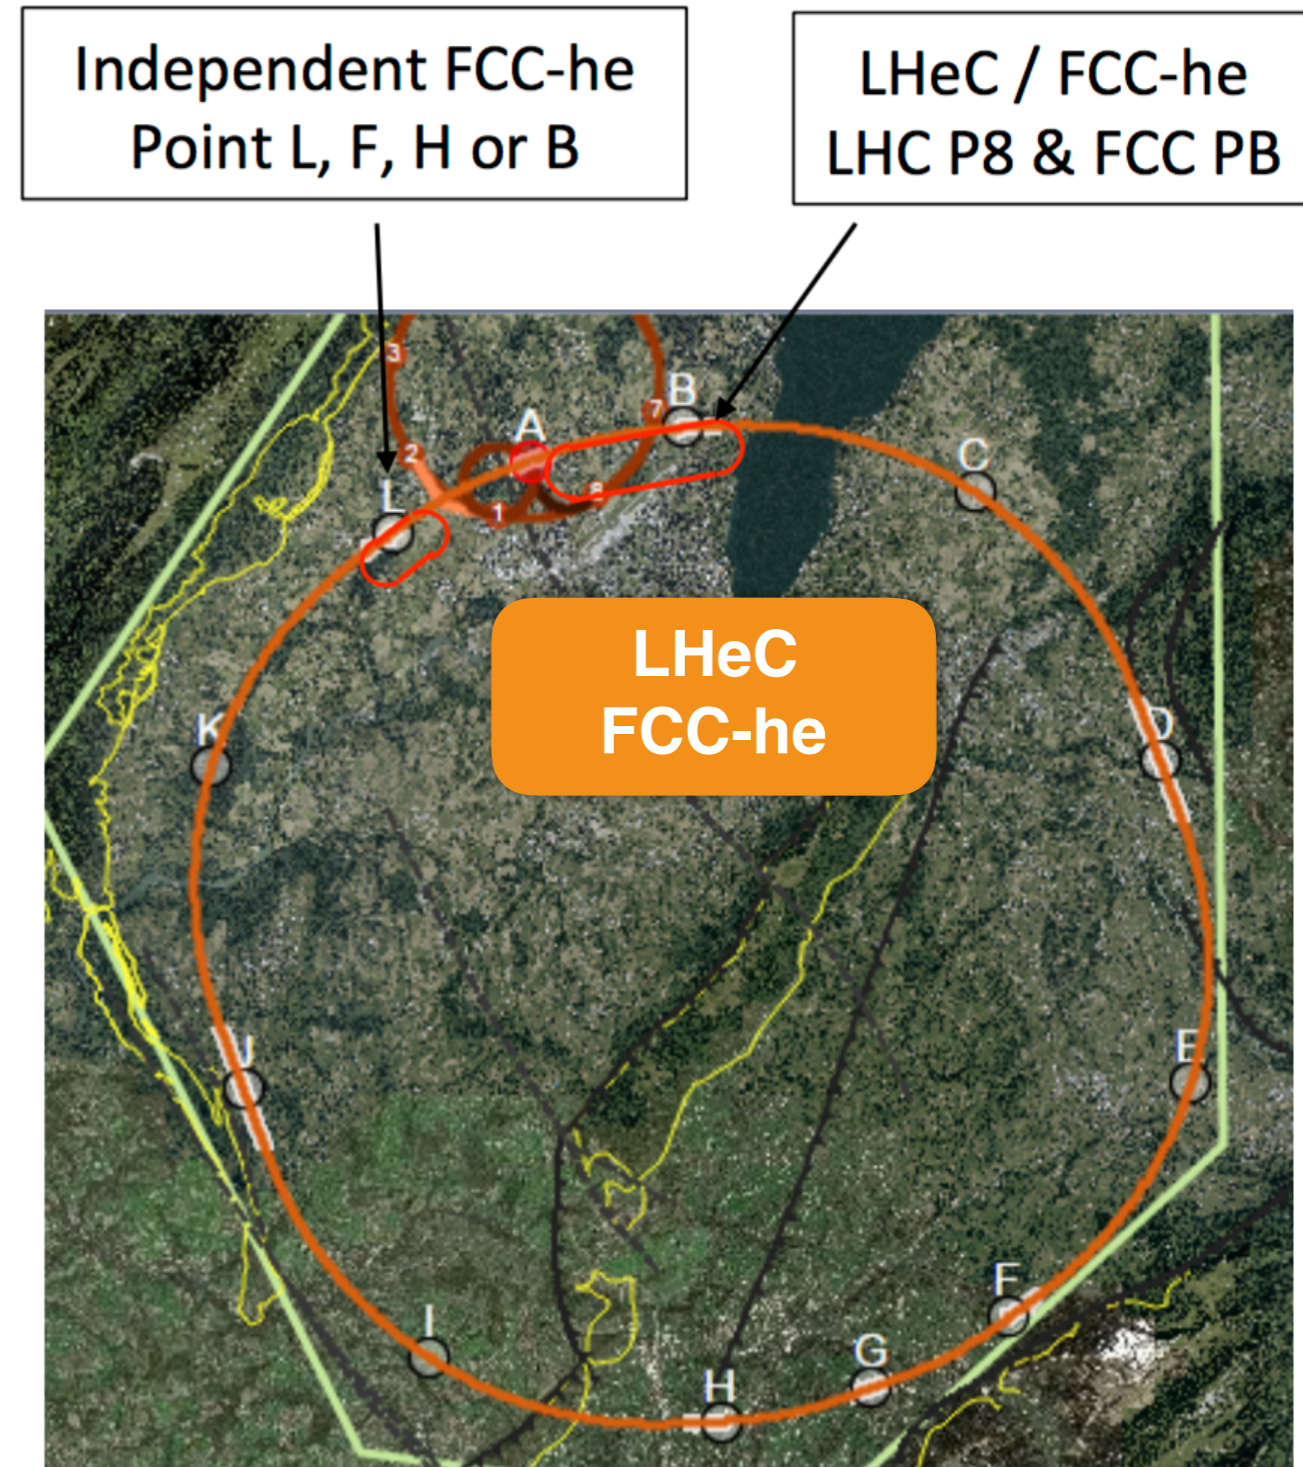 Independent FCC-he
Point L, F, H or B
LHeC / FCC-he
LHC P8 & FCC PB
3
7
B
A
2
C
L
8
1
LHeC
FCC-he
K
D
J
E
F
I
G
H